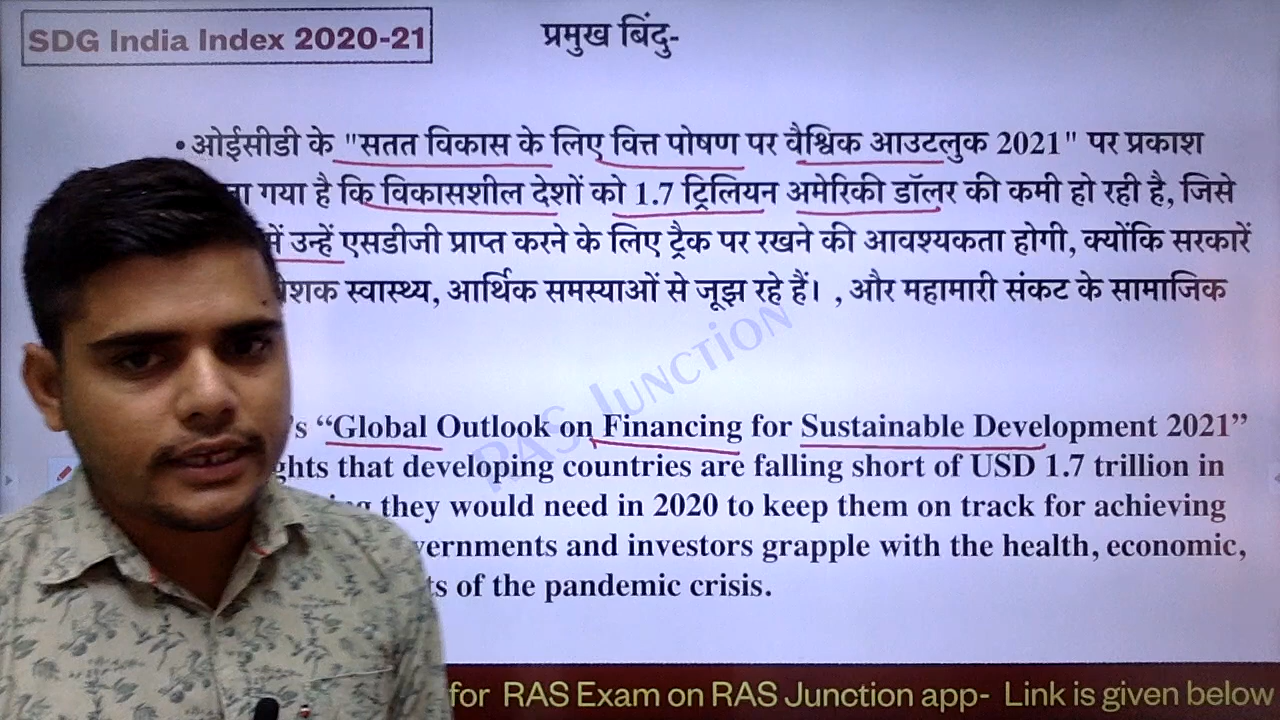 SDG India Index 2020-21
प्रमुख बिंदु-
•ओईसीडी के "सतत विकास के लिए वित्त पोषण पर वैश्विक आउटलुक 2021" पर प्रकाश
गया है कि विकासशील देशों को 1.7 ट्रिलियन अमेरिकी डॉलर की कमी हो रही है, जिसे
में उन्हें एसडीजी प्राप्त करने के लिए ट्रैक पर रखने की आवश्यकता होगी, क्योंकि सरकारें
स्वास्थ्य, आर्थिक समस्याओं से जूझ रहे हैं। , और महामारी संकट के सामाजिक
RAS Junction
's “Global Outlook on Financing for Sustainable Development 2021”
that developing countries are falling short of USD 1.7 trillion in
they would need in 2020 to keep them on track for achieving
and investors grapple with the health, economic,
of the pandemic crisis.
for RAS Exam on RAS Junction app- Link is given below